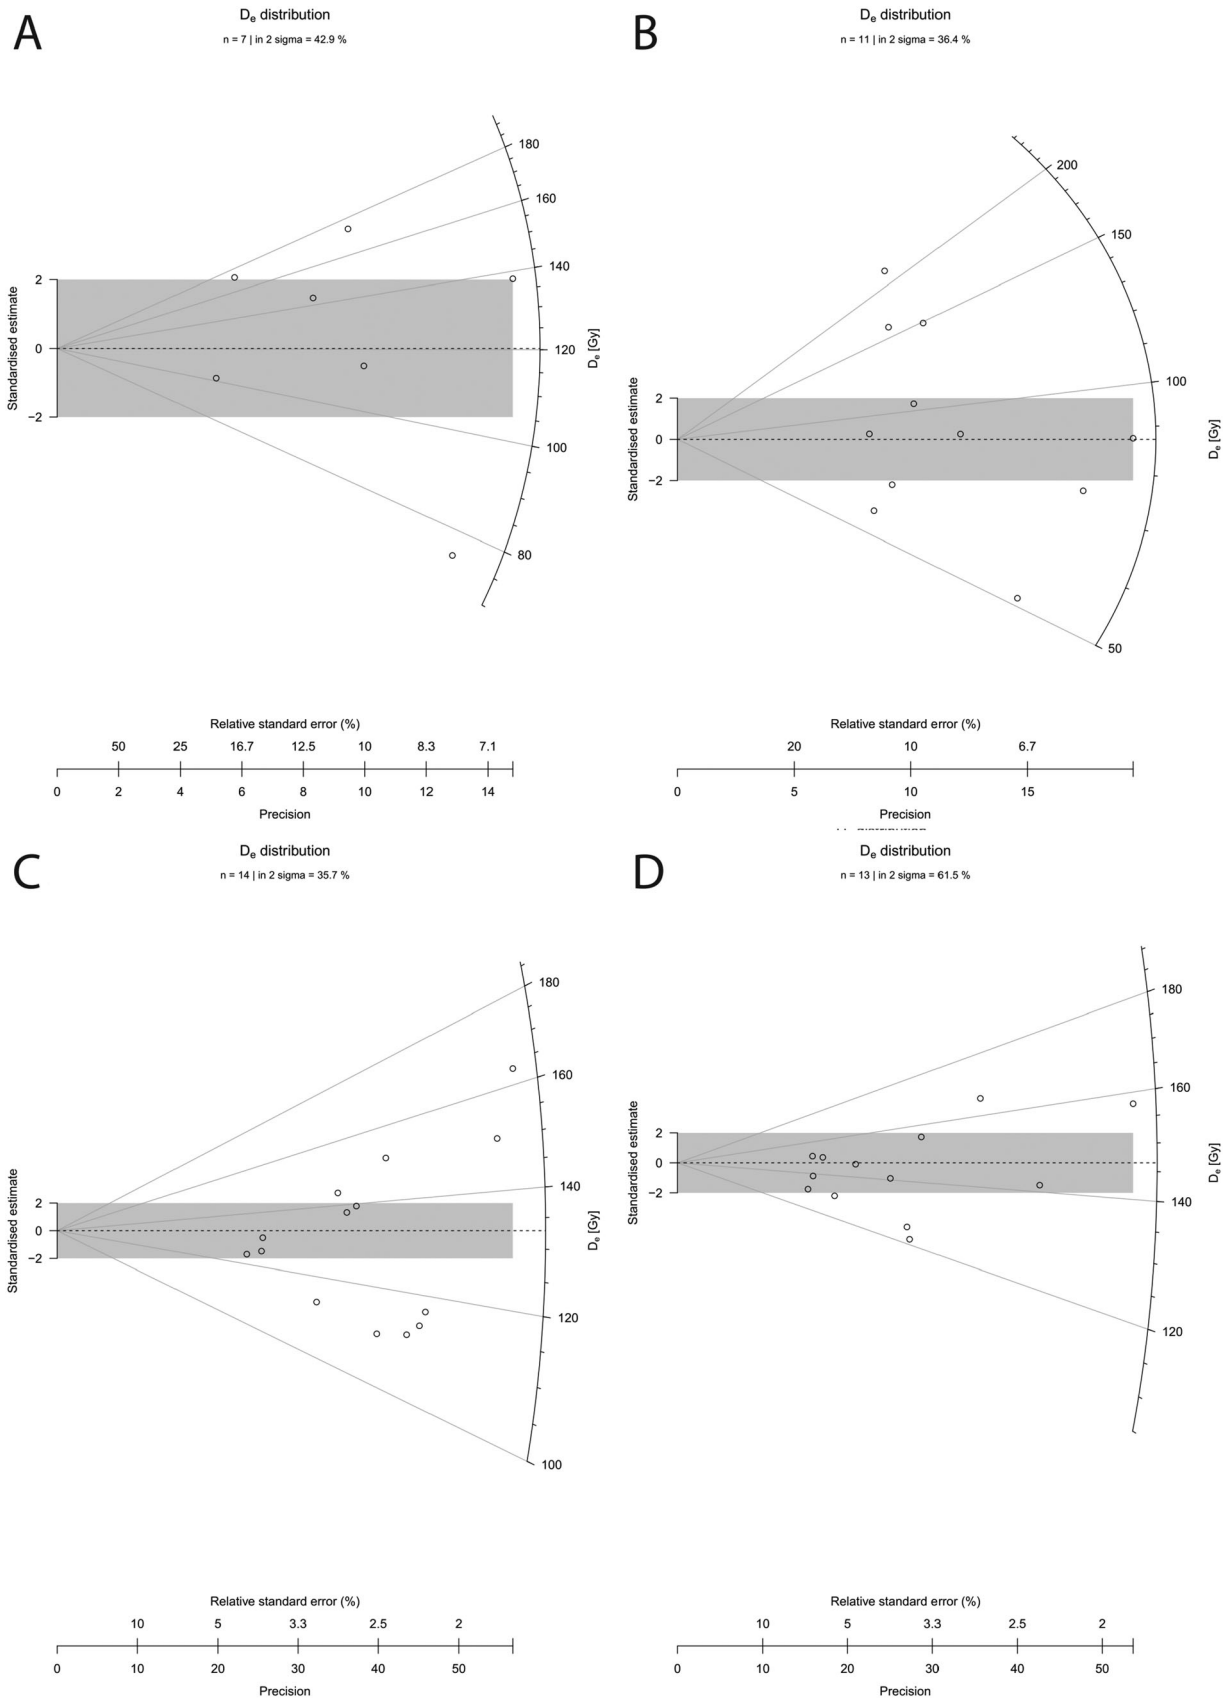 A
De distribution
n = 7 | in 2 sigma = 42.9 %
180
160
140
120
100
80
2
0
−2
Standardised estimate
De [Gy]
Relative standard error (%)
50 25 16.7 12.5 10 8.3 7.1
0 2 4 6 8 10 12 14
Precision
B
De distribution
n = 11 | in 2 sigma = 36.4 %
200
150
100
50
2
0
−2
Standardised estimate
De [Gy]
Relative standard error (%)
20 10 6.7
0 5 10 15
Precision
C
De distribution
n = 14 | in 2 sigma = 35.7 %
180
160
140
120
100
2
0
−2
Standardised estimate
De [Gy]
Relative standard error (%)
10 5 3.3 2.5 2
0 10 20 30 40 50
Precision
D
De distribution
n = 13 | in 2 sigma = 61.5 %
180
160
140
120
2
0
−2
Standardised estimate
De [Gy]
Relative standard error (%)
10 5 3.3 2.5 2
0 10 20 30 40 50
Precision